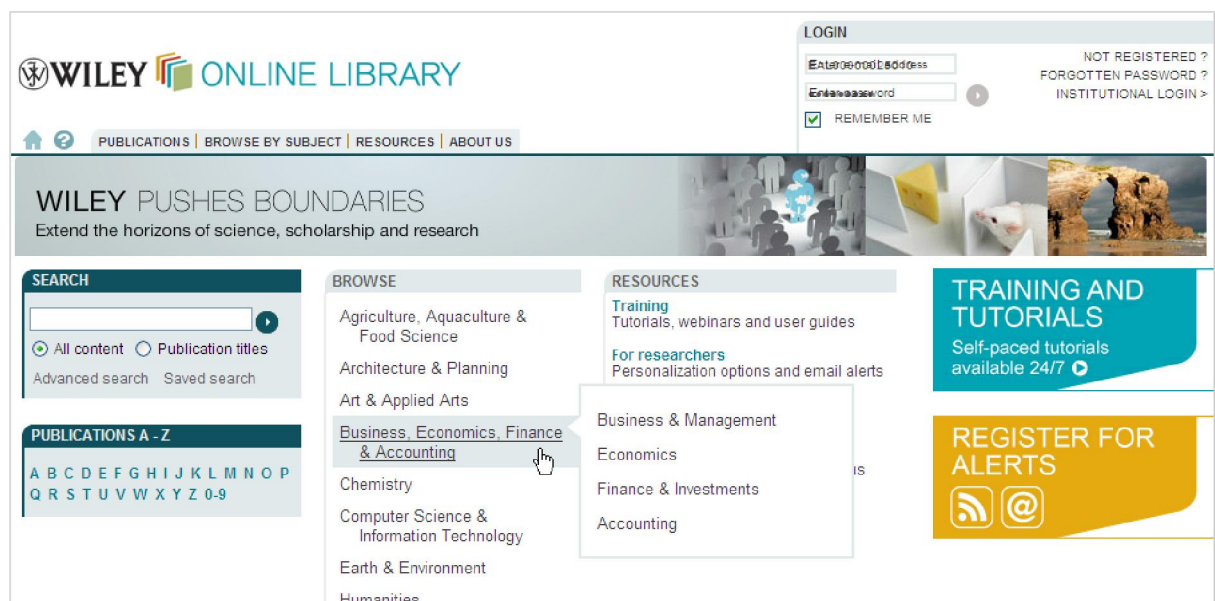 LOGIN
WILEY ONLINE LIBRARY
NOT REGISTERED ?
FORGOTTEN PASSWORD ?
INSTITUTIONAL LOGIN >
REMEMBER ME
PUBLICATIONS | BROWSE BY SUBJECT | RESOURCES | ABOUT US
WILEY PUSHES BOUNDARIES
Extend the horizons of science, scholarship and research
SEARCH
All content Publication titles
Advanced search Saved search
PUBLICATIONS A - Z
A B C D E F G H I J K L M N O P
Q R S T U V W X Y Z 0-9
BROWSE
Agriculture, Aquaculture &
Food Science
Architecture & Planning
Art & Applied Arts
Business, Economics, Finance
& Accounting
Chemistry
Computer Science &
Information Technology
Earth & Environment
Humanities
Business & Management
Economics
Finance & Investments
Accounting
RESOURCES
Training
Tutorials, webinars and user guides
For researchers
Personalization options and email alerts
TRAINING AND
TUTORIALS
Self-paced tutorials
available 24/7
REGISTER FOR
ALERTS